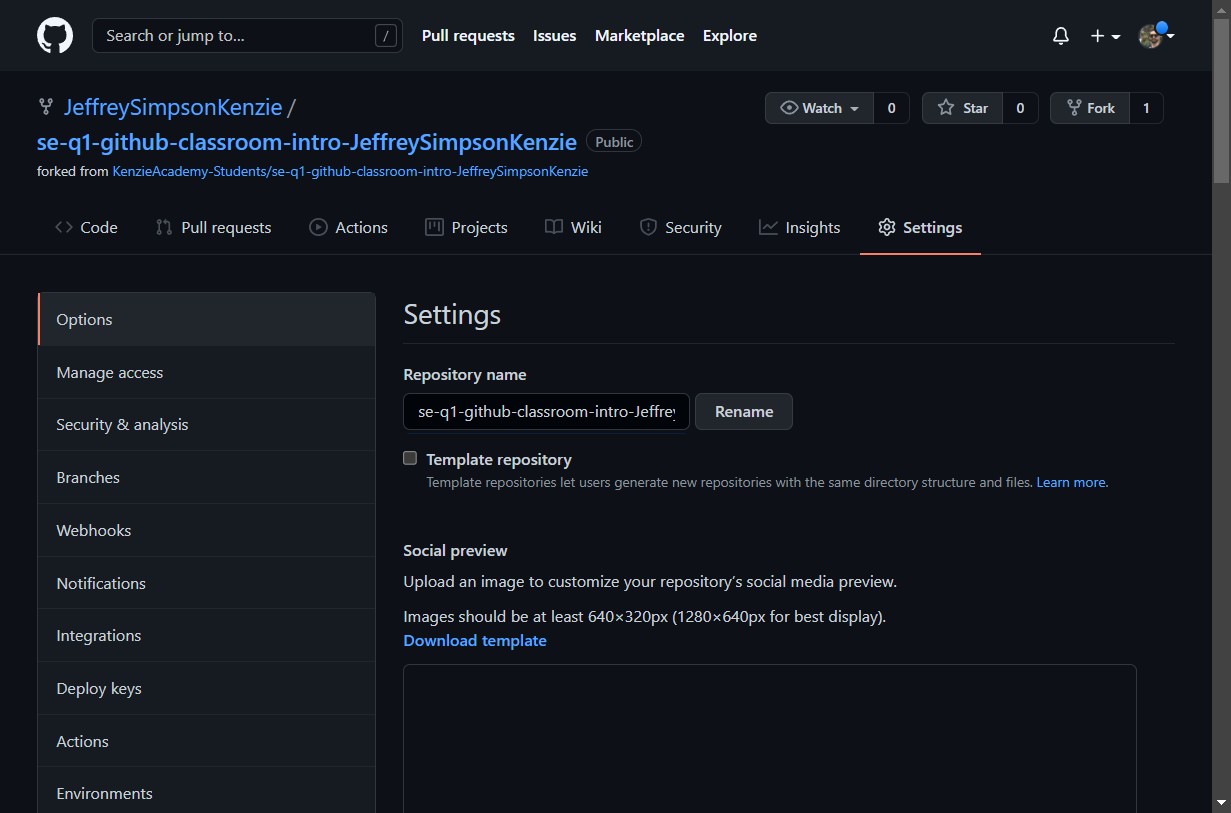 Search or jump to... /
Pull requests Issues Marketplace Explore
JeffreySimpsonKenzie /
se-q1-github-classroom-intro-JeffreySimpsonKenzie Public
forked from KenzieAcademy-Students/se-q1-github-classroom-intro-JeffreySimpsonKenzie
Watch 0 Star 0 Fork 1
Code Pull requests Actions Projects Wiki Security Insights Settings
Options
Manage access
Security & analysis
Branches
Webhooks
Notifications
Integrations
Deploy keys
Actions
Environments
Settings
Repository name
se-q1-github-classroom-intro-Jeffrey Rename
Template repository
Template repositories let users generate new repositories with the same directory structure and files. Learn more.
Social preview
Upload an image to customize your repository’s social media preview.
Images should be at least 640×320px (1280×640px for best display).
Download template